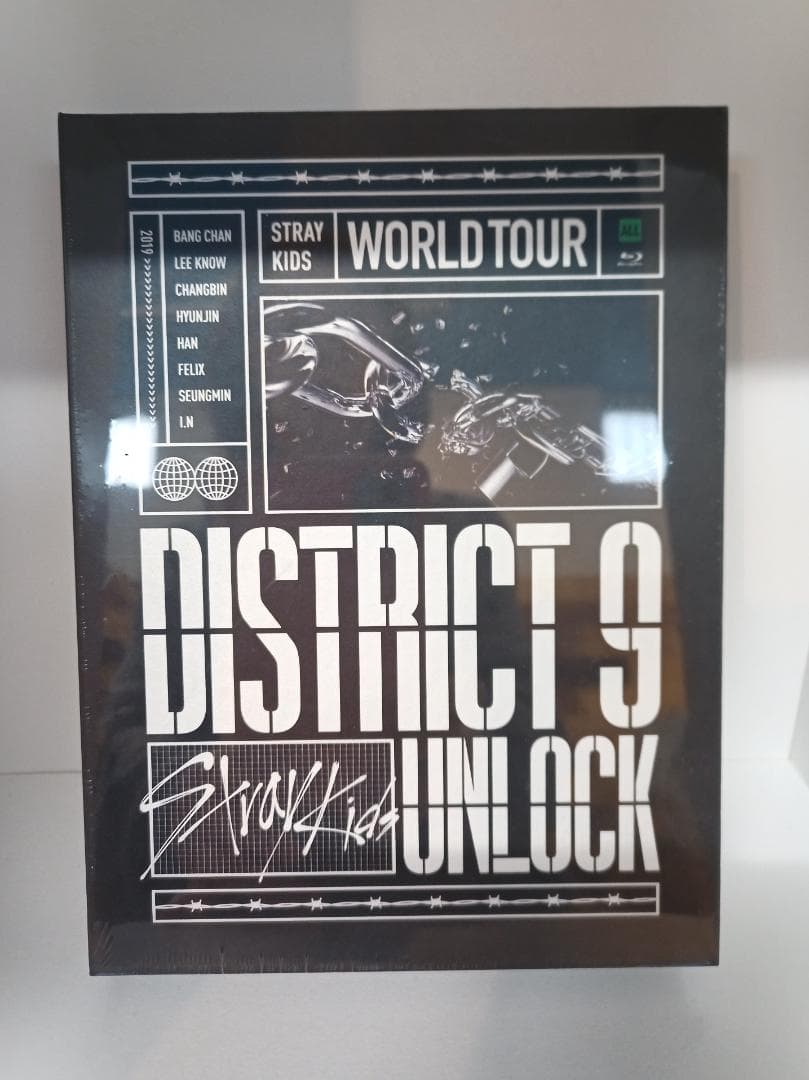 2019
BANG CHAN
LEE KNOW
CHANGBIN
HYUNJIN
HAN
FELIX
SEUNGMIN
I.N
STRAY
KIDS
WORLD TOUR
ALL
DISTRICT 9
Stray Kids
UNLOCK